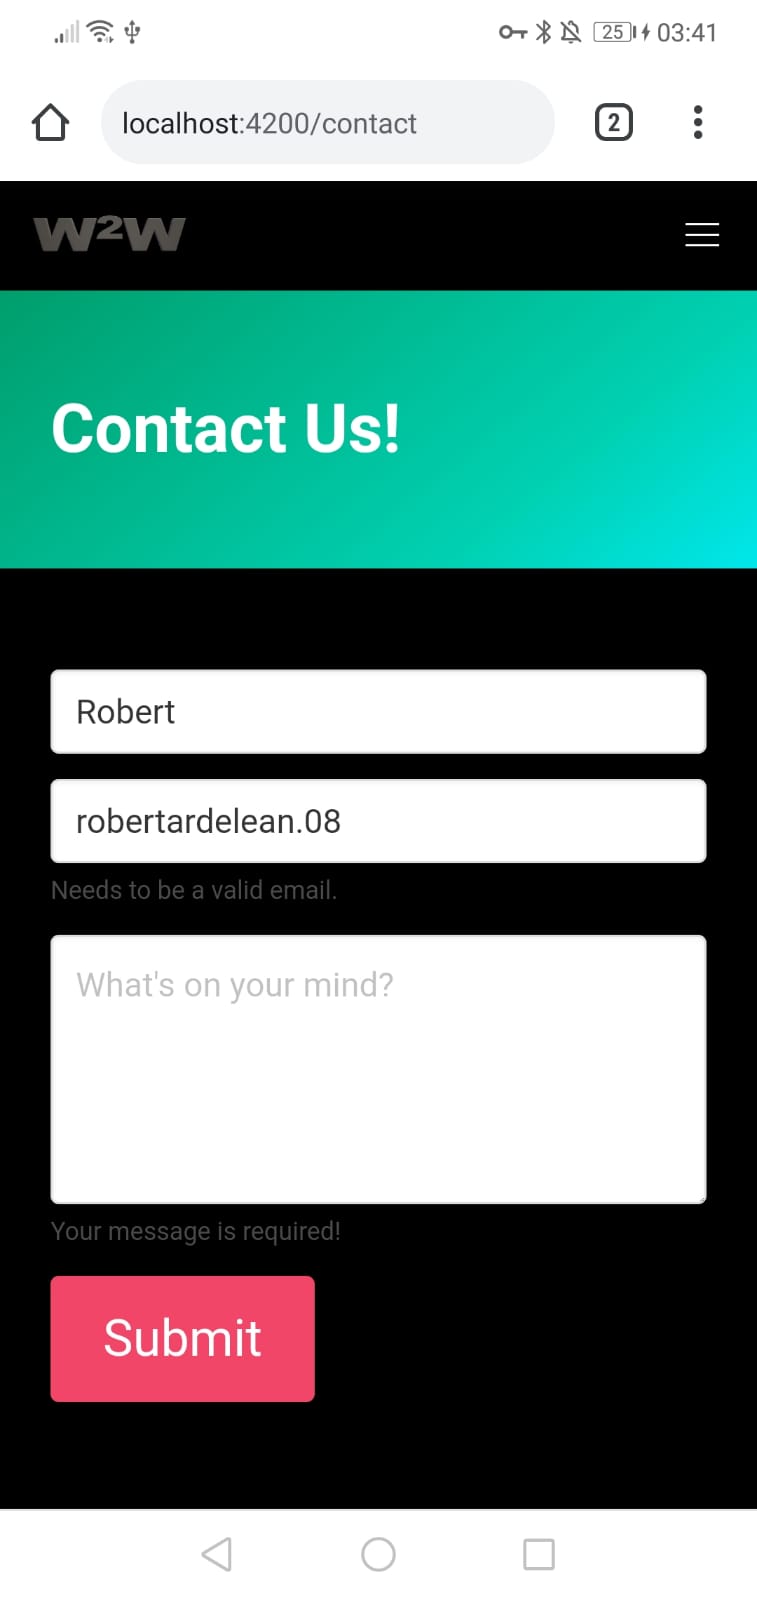 25 03:41
localhost:4200/contact
2
W2W
Contact Us!
Robert
robertardelean.08
Needs to be a valid email.
What's on your mind?
Your message is required!
Submit